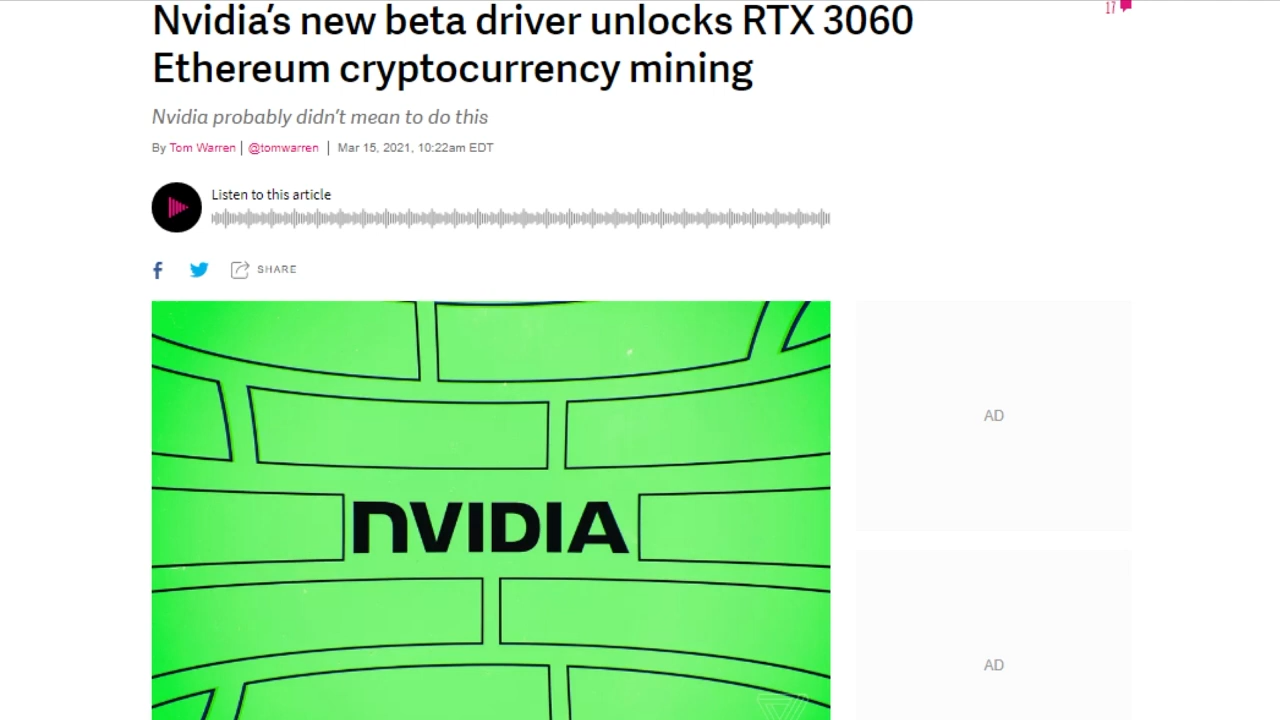 Nvidia’s new beta driver unlocks RTX 3060
Ethereum cryptocurrency mining
17
Nvidia probably didn’t mean to do this
By Tom Warren | @tomwarren | Mar 15, 2021, 10:22am EDT
Listen to this article
SHARE
NVIDIA
AD
AD